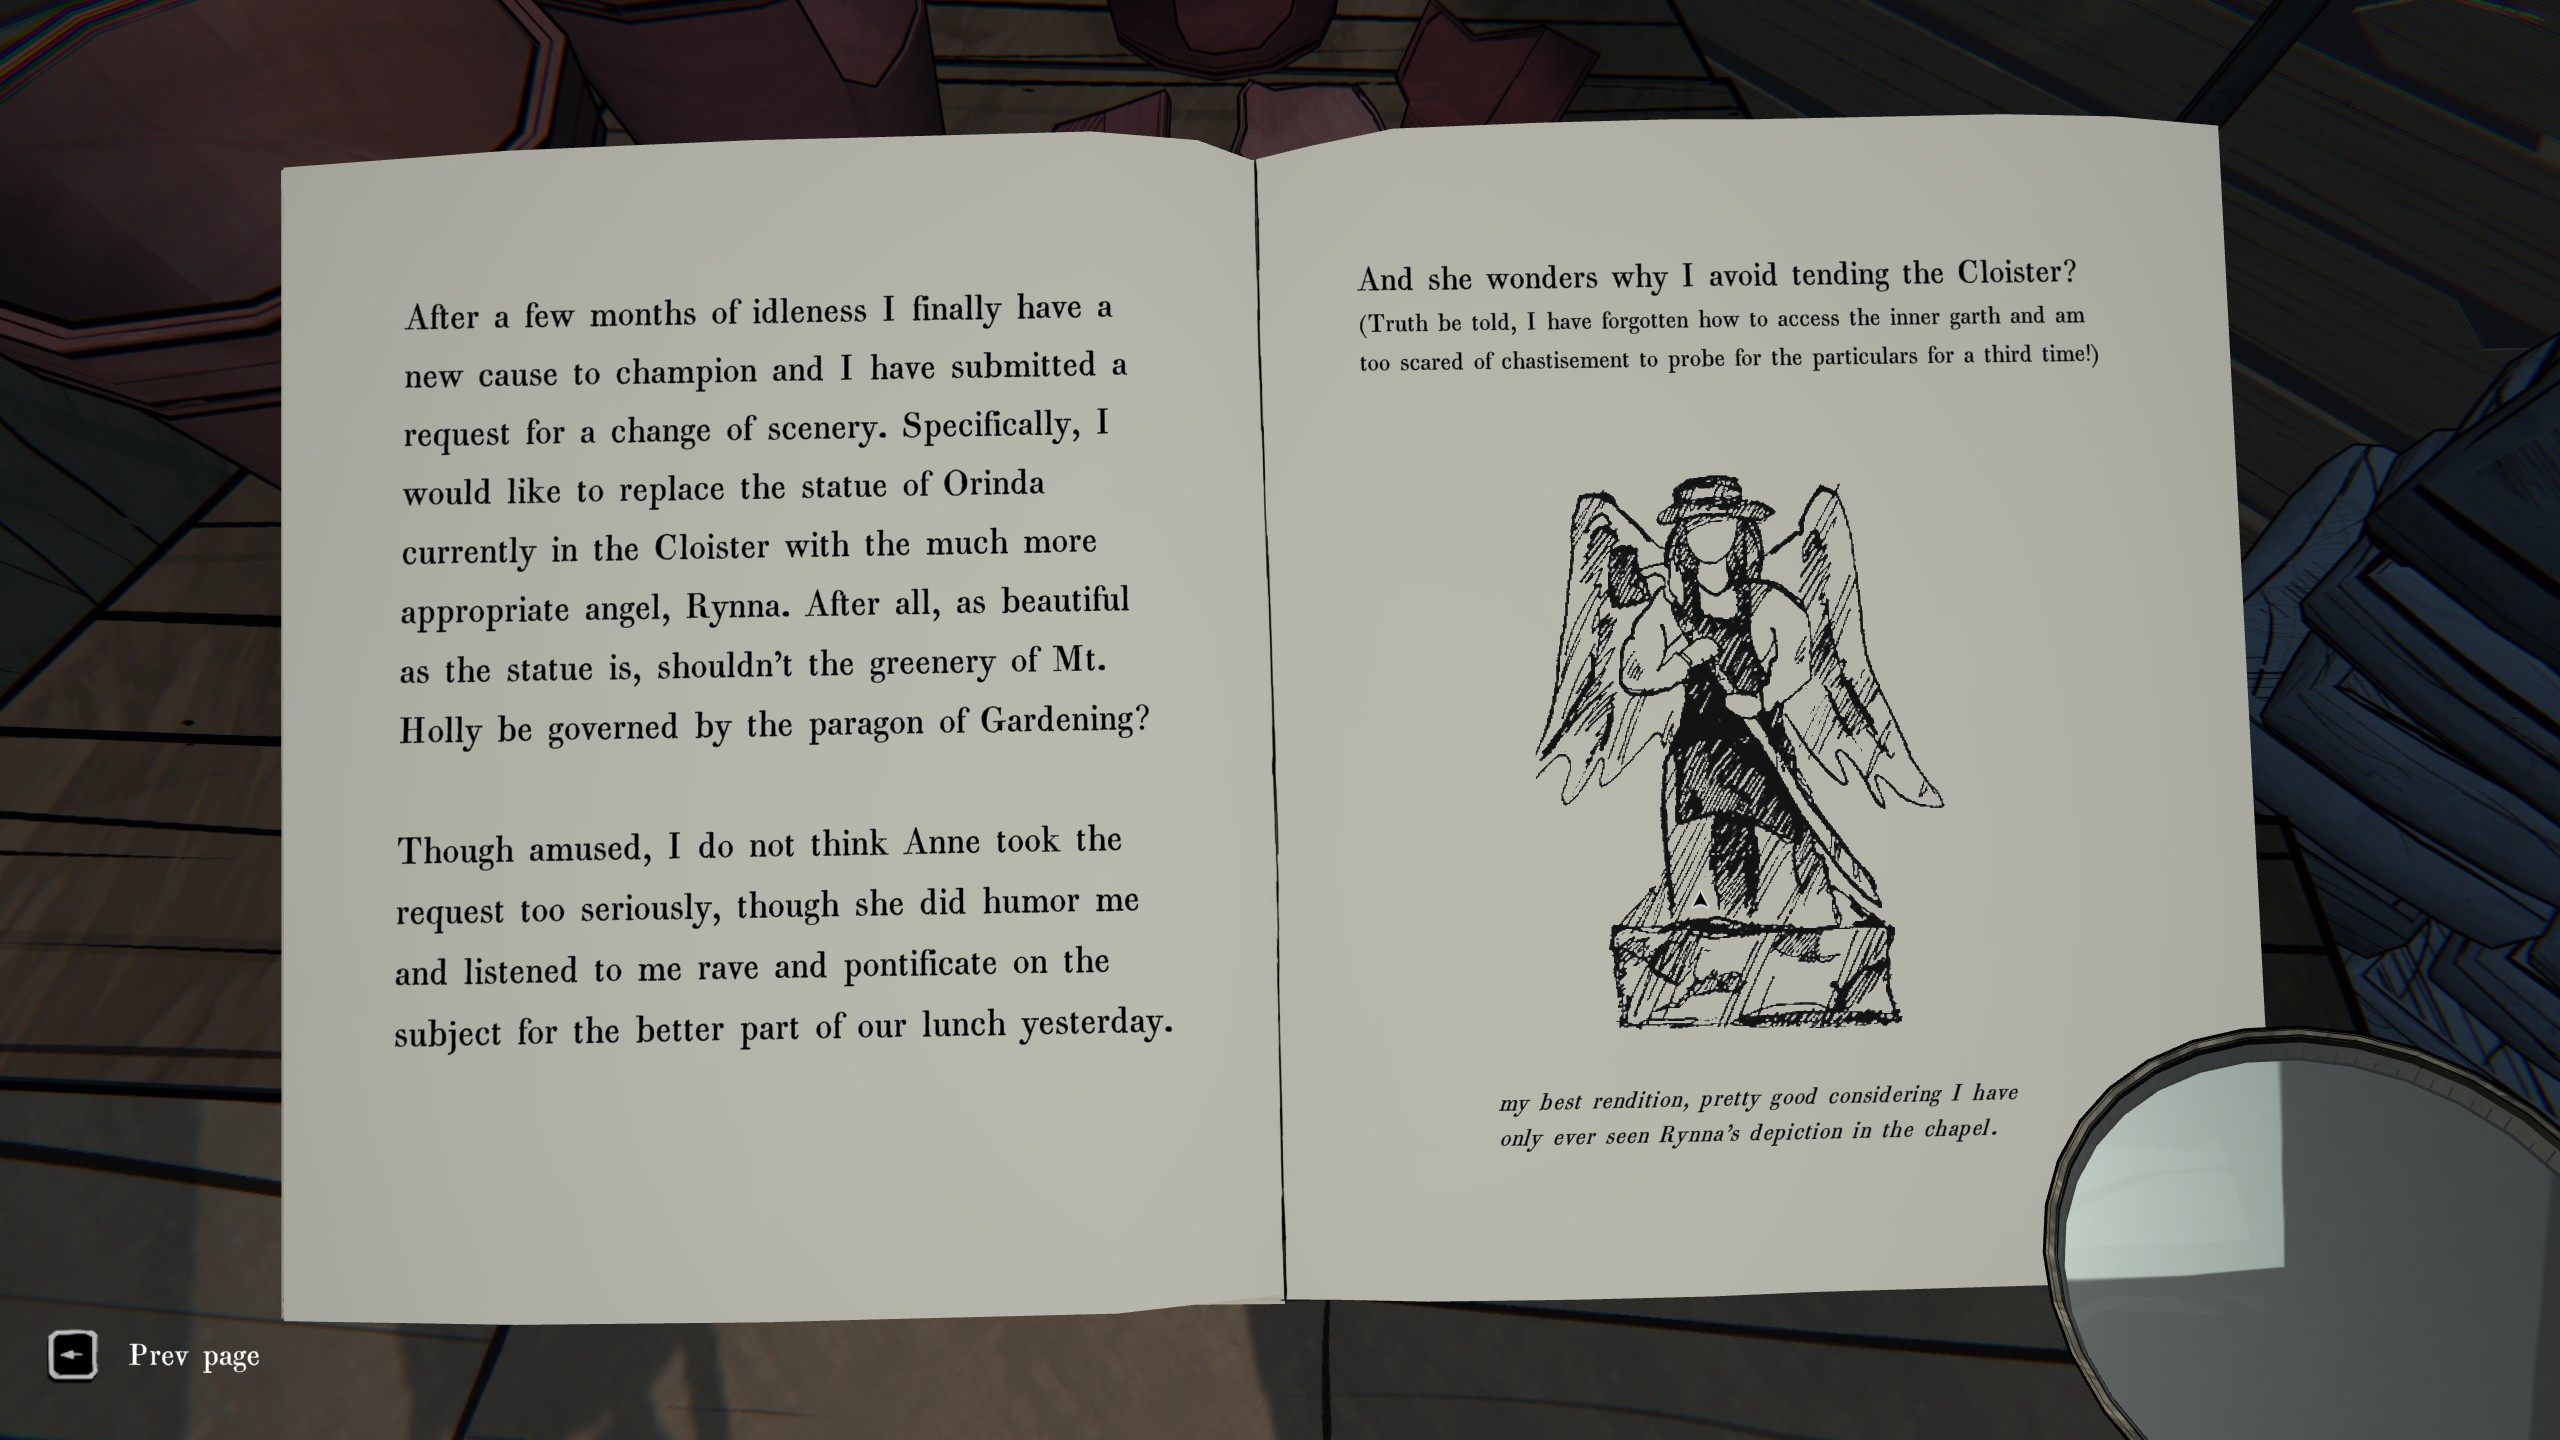 After a few months of idleness I finally have a
new cause to champion and I have submitted a
request for a change of scenery. Specifically, I
would like to replace the statue of Orinda
currently in the Cloister with the much more
appropriate angel, Rynna. After all, as beautiful
as the statue is, shouldn't the greenery of Mt.
Holly be governed by the paragon of Gardening?
Though amused, I do not think Anne took the
request too seriously, though she did humor me
and listened to me rave and pontificate on the
subject for the better part of our lunch yesterday.
And she wonders why I avoid tending the Cloister?
(Truth be told, I have forgotten how to access the inner garth and am
too scared of chastisement to probe for the particulars for a third time!)
my best rendition, pretty good considering I have
only ever seen Rynna's depiction in the chapel.
Prev page